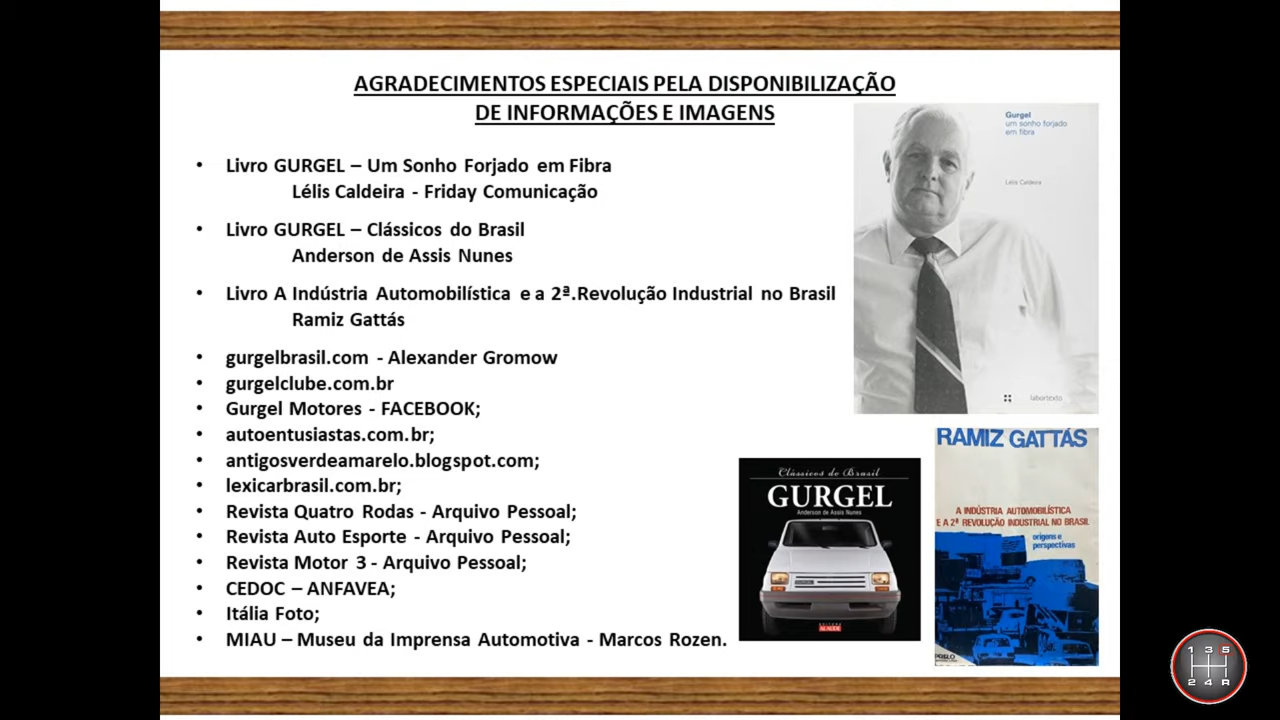 AGRADECIMENTOS ESPECIAIS PELA DISPONIBILIZAÇÃO
DE INFORMAÇÕES E IMAGENS
• Livro GURGEL – Um Sonho Forjado em Fibra
Lélis Caldeira - Friday Comunicação
• Livro GURGEL – Clássicos do Brasil
Anderson de Assis Nunes
• Livro A Indústria Automobilística e a 2ª.Revolução Industrial no Brasil
Ramiz Gattás
• gurgelbrasil.com - Alexander Gromow
• gurgelclube.com.br
• Gurgel Motores - FACEBOOK;
• autoentusiastas.com.br;
• antigosverdeamarelo.blogspot.com;
• lexicarbrasil.com.br;
• Revista Quatro Rodas - Arquivo Pessoal;
• Revista Auto Esporte - Arquivo Pessoal;
• Revista Motor 3 - Arquivo Pessoal;
• CEDOC – ANFAVEA;
• Itália Foto;
• MIAU – Museu da Imprensa Automotiva - Marcos Rozen.
Gurgel
um sonho forjado
em fibra
Lélis Caldeira
labortexto
Clássicos do Brasil
GURGEL
Anderson de Assis Nunes
ALAÚDE
RAMIZ GATTÁS
A INDÚSTRIA AUTOMOBILÍSTICA
E A 2ª REVOLUÇÃO INDUSTRIAL NO BRASIL
origens e
perspectivas
1 3 5
2 4 R